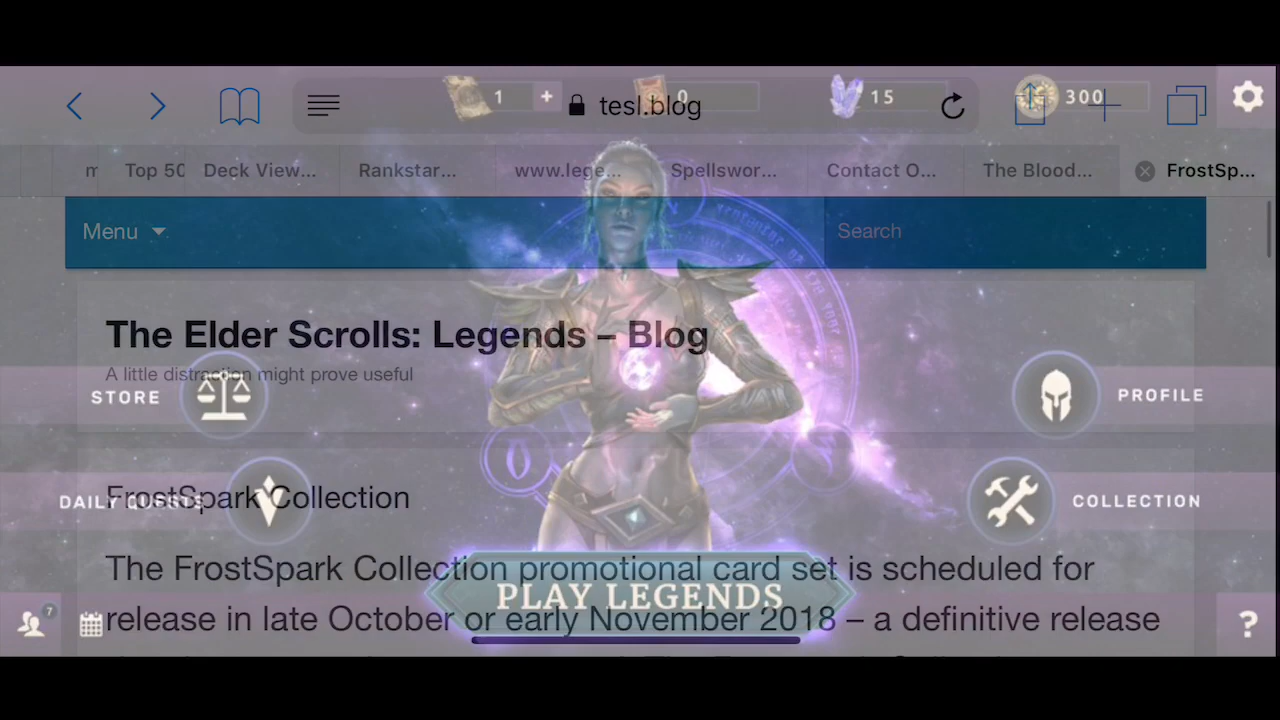 1 + 0 15 300
tesl.blog
m Top 50 Deck View... Rankstar... www.lege... Spellswor... Contact O... The Blood... FrostSp...
Menu Search
The Elder Scrolls: Legends – Blog
A little distraction might prove useful
STORE PROFILE
DAILY QUESTS COLLECTION
FrostSpark Collection
The FrostSpark Collection promotional card set is scheduled for
PLAY LEGENDS
7
release in late October or early November 2018 – a definitive release
?